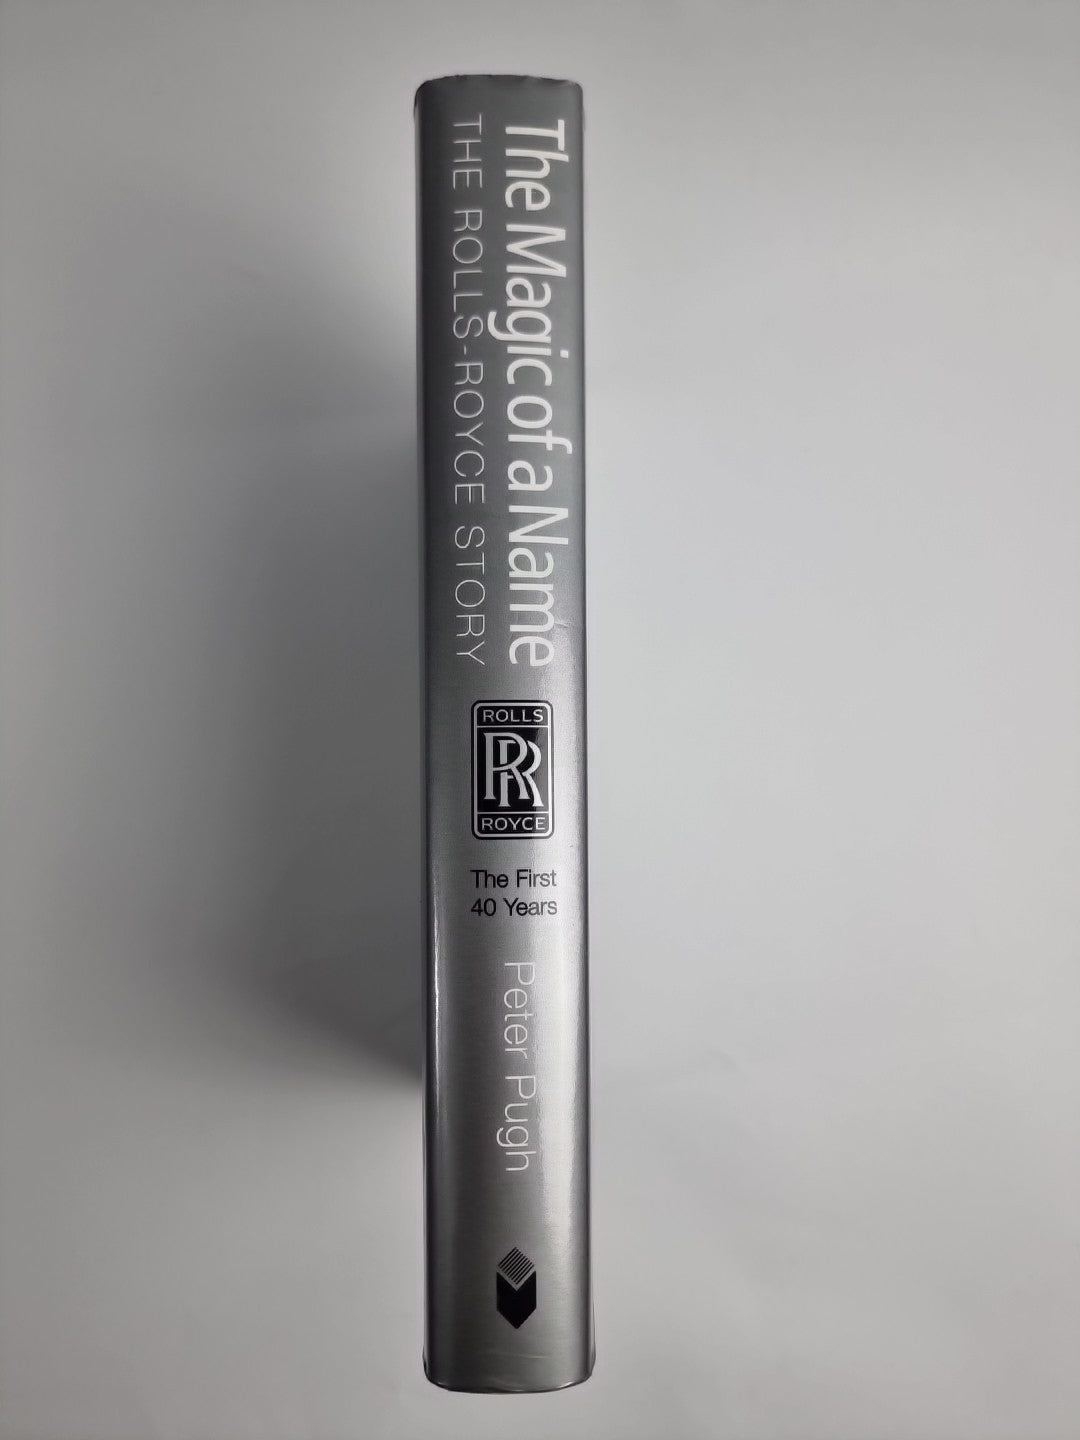 The Magic of a Name
THE ROLLS-ROYCE STORY
ROLLS
RR
ROYCE
The First
40 Years
Peter Pugh